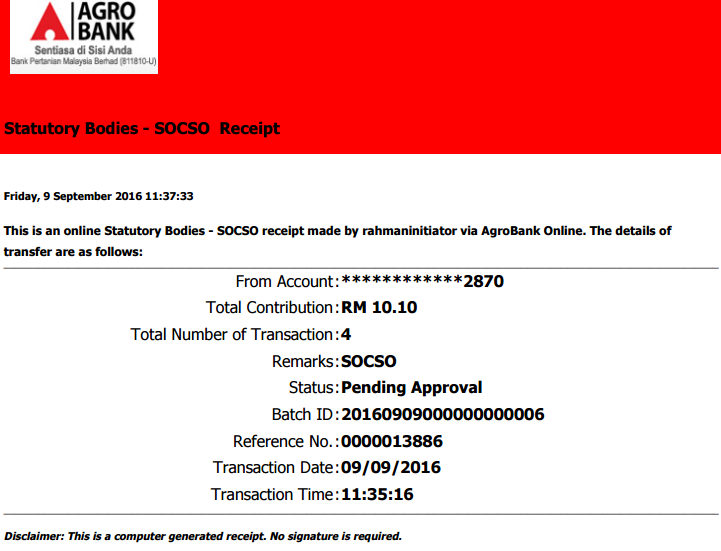 AGRO
BANK
Sentiasa di Sisi Anda
Bank Pertanian Malaysia Berhad (811810-U)
Statutory Bodies - SOCSO  Receipt
Friday, 9 September 2016 11:37:33
This is an online Statutory Bodies - SOCSO receipt made by rahmaninitiator via AgroBank Online. The details of
transfer are as follows:
From Account:************2870
Total Contribution:RM 10.10
Total Number of Transaction:4
Remarks:SOCSO
Status:Pending Approval
Batch ID:20160909000000000006
Reference No.:0000013886
Transaction Date:09/09/2016
Transaction Time:11:35:16
Disclaimer: This is a computer generated receipt. No signature is required.